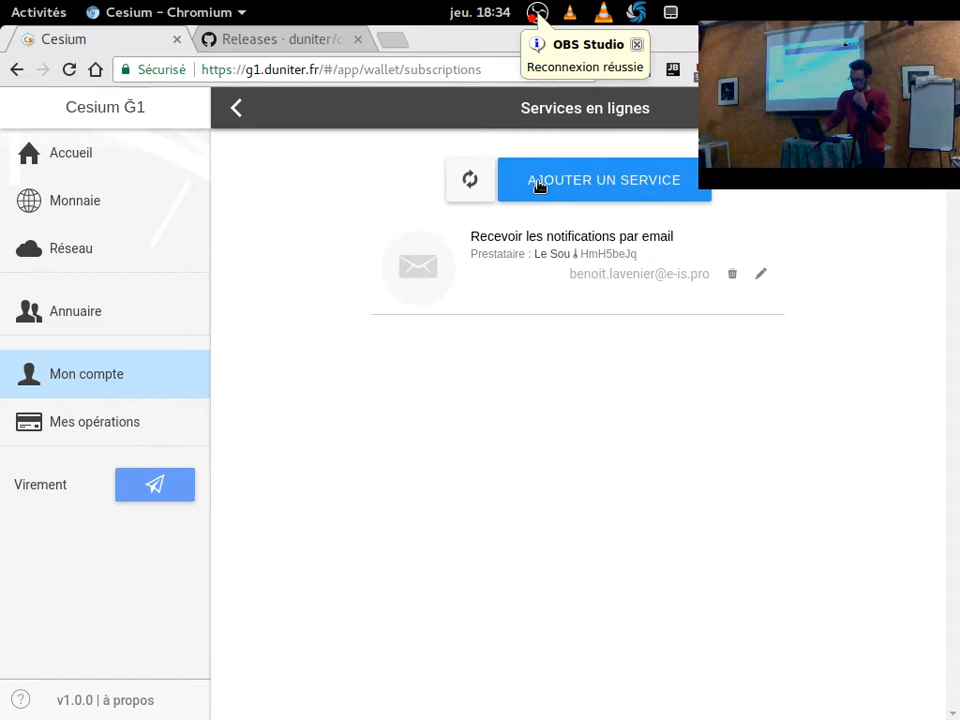 Activités
Cesium – Chromium
jeu. 18:34
Cesium
Releases · duniter/c
OBS Studio
Reconnexion réussie
Sécurisé
https://g1.duniter.fr/#/app/wallet/subscriptions
JB
Cesium Ğ1
Services en lignes
Accueil
AJOUTER UN SERVICE
Monnaie
Recevoir les notifications par email
Réseau
Prestataire : Le Sou HmH5beJq
benoit.lavenier@e-is.pro
Annuaire
Mon compte
Mes opérations
Virement
? v1.0.0 | à propos